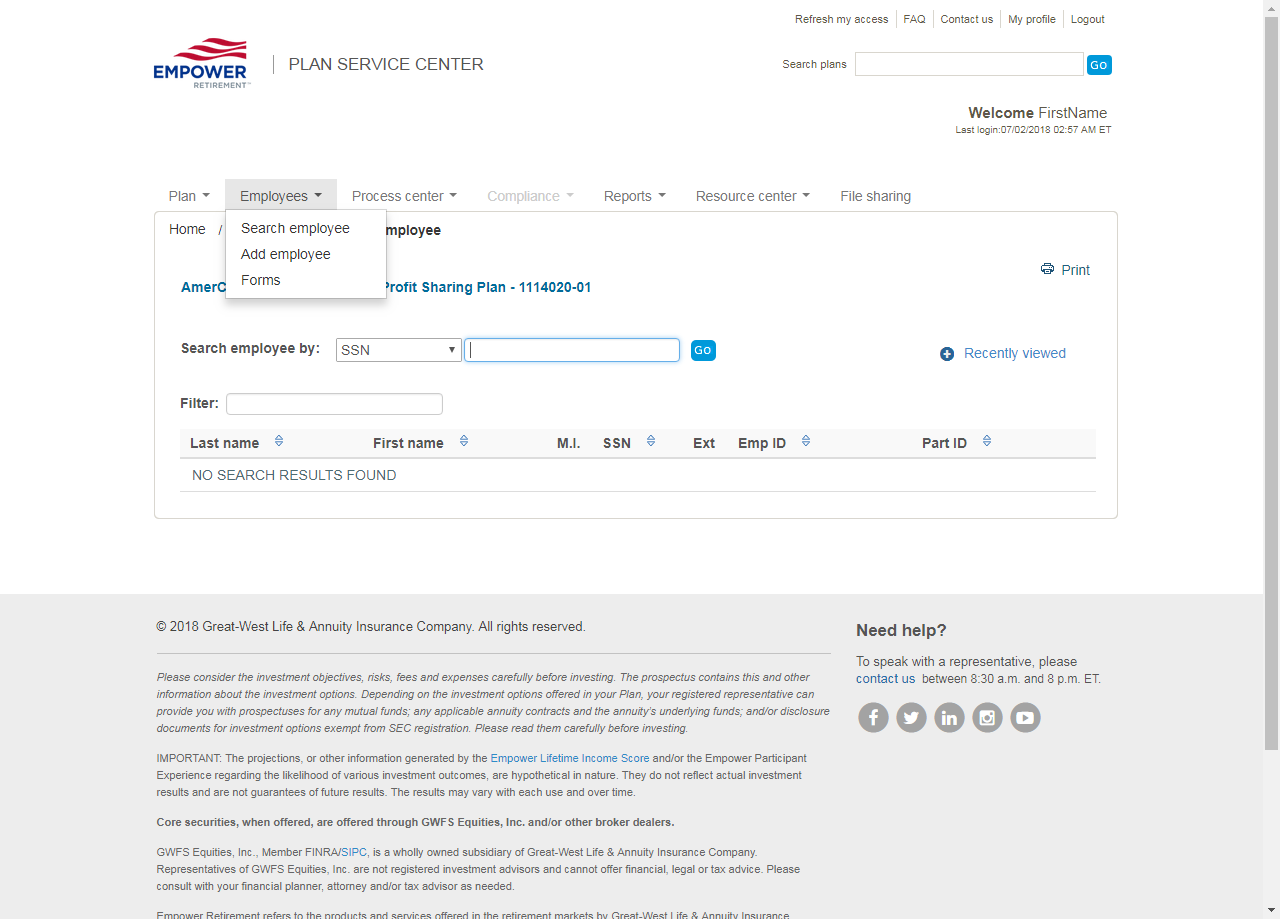 Refresh my access FAQ Contact us My profile Logout
EMPOWER
RETIREMENT™
PLAN SERVICE CENTER
Search plans Go
Welcome FirstName
Last login:07/02/2018 02:57 AM ET
Plan Employees Process center Compliance Reports Resource center File sharing
Home / mployee
Search employee
Add employee
Forms
Print
AmerC Profit Sharing Plan - 1114020-01
Search employee by: SSN Go
Recently viewed
Filter:
Last name First name M.I. SSN Ext Emp ID Part ID
NO SEARCH RESULTS FOUND
© 2018 Great-West Life & Annuity Insurance Company. All rights reserved.
Please consider the investment objectives, risks, fees and expenses carefully before investing. The prospectus contains this and other
information about the investment options. Depending on the investment options offered in your Plan, your registered representative can
provide you with prospectuses for any mutual funds; any applicable annuity contracts and the annuity's underlying funds; and/or disclosure
documents for investment options exempt from SEC registration. Please read them carefully before investing.
IMPORTANT: The projections, or other information generated by the Empower Lifetime Income Score and/or the Empower Participant
Experience regarding the likelihood of various investment outcomes, are hypothetical in nature. They do not reflect actual investment
results and are not guarantees of future results. The results may vary with each use and over time.
Core securities, when offered, are offered through GWFS Equities, Inc. and/or other broker dealers.
GWFS Equities, Inc., Member FINRA/SIPC, is a wholly owned subsidiary of Great-West Life & Annuity Insurance Company.
Representatives of GWFS Equities, Inc. are not registered investment advisors and cannot offer financial, legal or tax advice. Please
consult with your financial planner, attorney and/or tax advisor as needed.
Empower Retirement refers to the products and services offered in the retirement markets by Great-West Life & Annuity Insurance
Need help?
To speak with a representative, please
contact us between 8:30 a.m. and 8 p.m. ET.